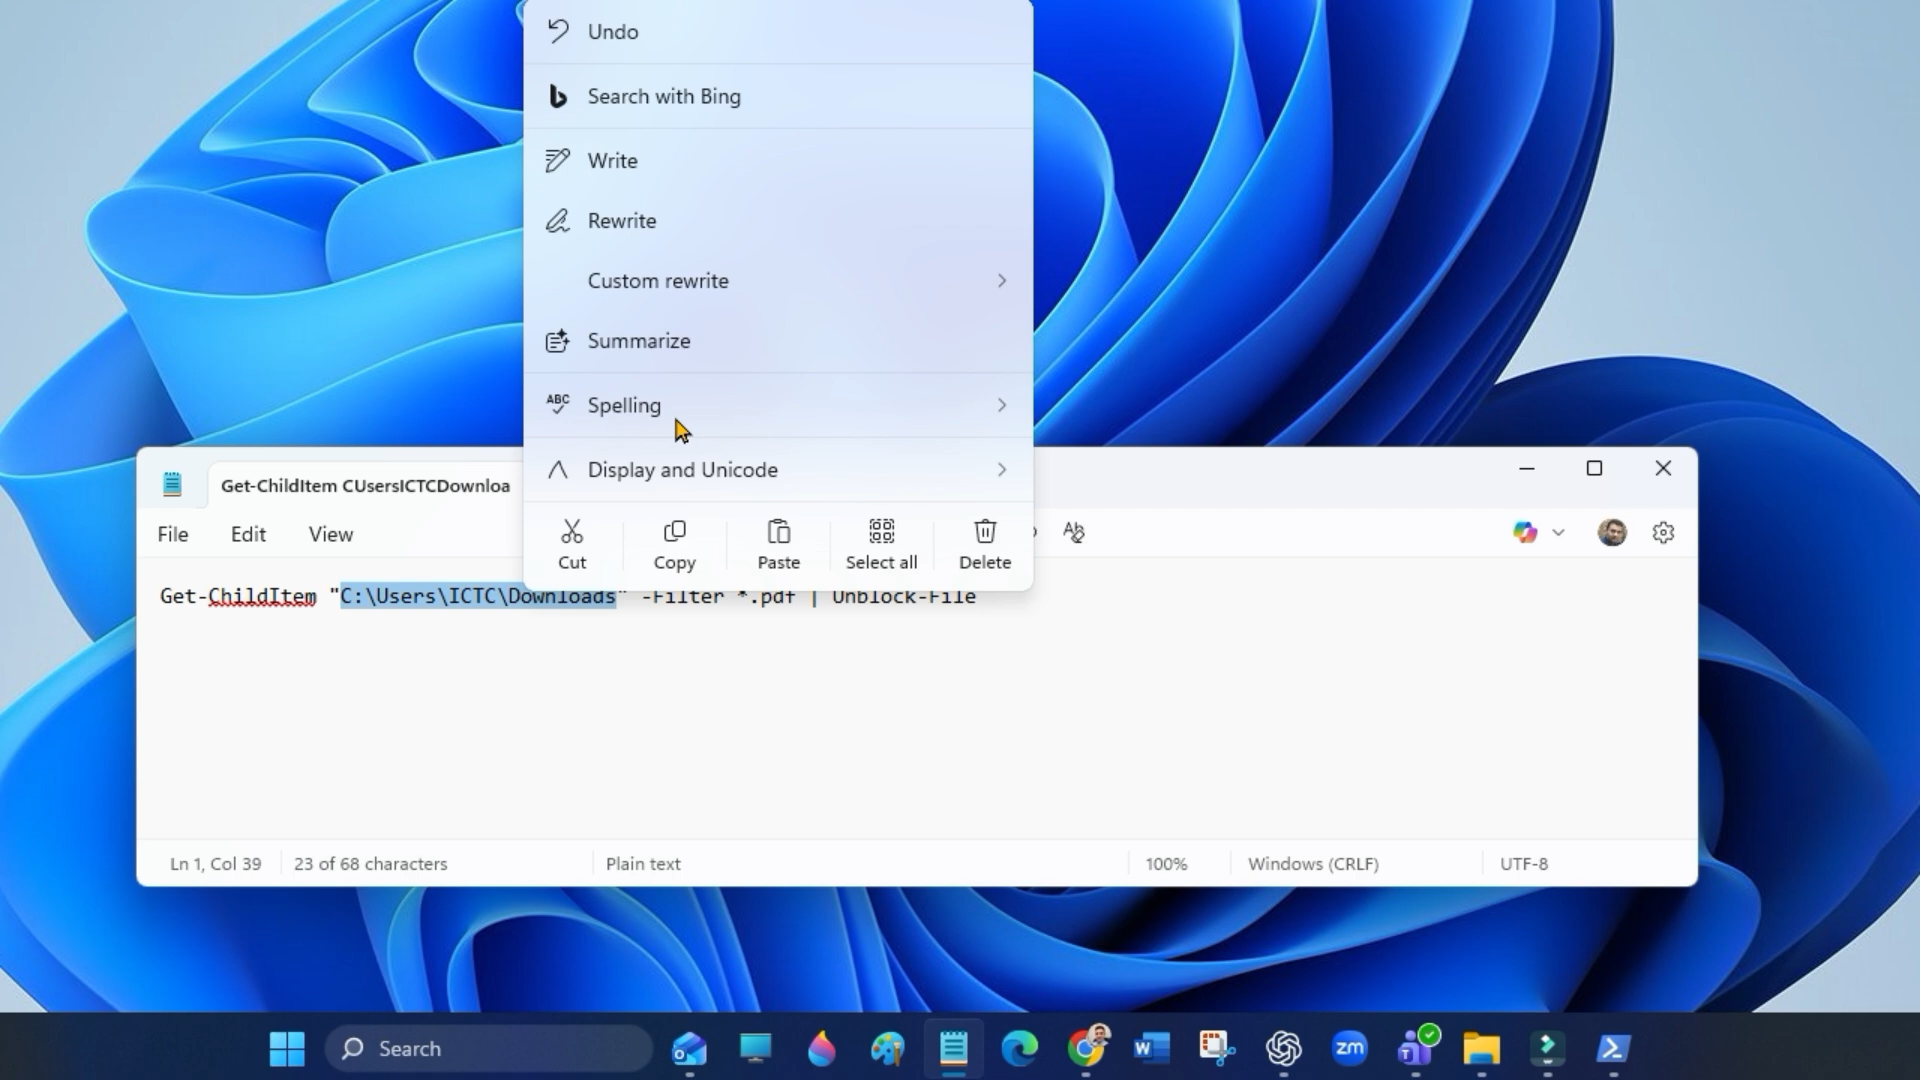 Undo
Search with Bing
Write
Rewrite
Custom rewrite
Summarize
ABC
Spelling
Display and Unicode
Cut
Copy
Paste
Select all
Delete
Get-ChildItem CUsersICTCDownloa
File
Edit
View
Get-ChildItem "C:\Users\ICTC\Downloads" -Filter *.pdf | Unblock-File
Ln 1, Col 39
23 of 68 characters
Plain text
100%
Windows (CRLF)
UTF-8
Search
zm